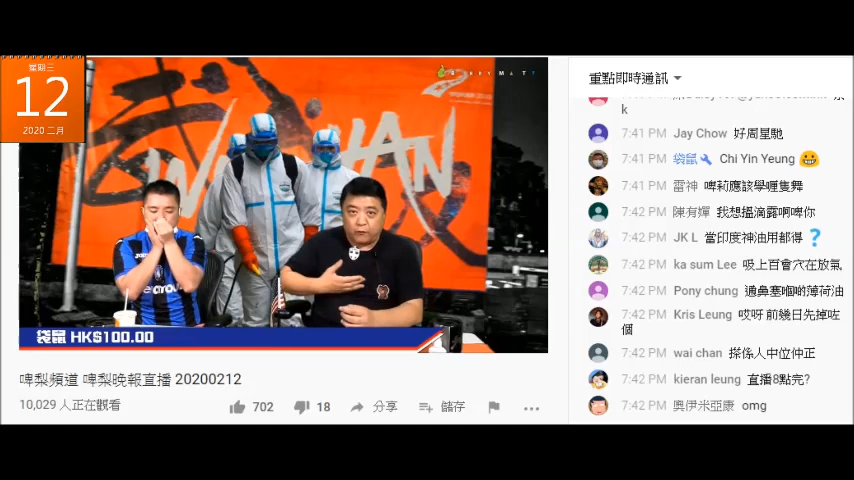 星期三
12
2020 二月
武
WUHAN
袋鼠 HK$100.00
啤梨頻道 啤梨晚報直播 20200212
10,029 人正在觀看
702
18
分享
儲存
重點即時通訊
k
7:41 PM Jay Chow 好周星馳
7:41 PM 袋鼠 Chi Yin Yeung 😀
7:41 PM 雷神 啤莉應該學喱隻舞
7:42 PM 陳有嬋 我想搵滴露啊啤你
7:42 PM JK L 當印度神油用都得 ❔
7:42 PM ka sum Lee 吸上百會穴在放氣
7:42 PM Pony chung 通鼻塞嗰啲薄荷油
7:42 PM Kris Leung 哎呀 前幾日先掉咗
個
7:42 PM wai chan 搽係人中位仲正
7:42 PM kieran leung 直播8點完?
7:42 PM 奧伊米亞康 omg